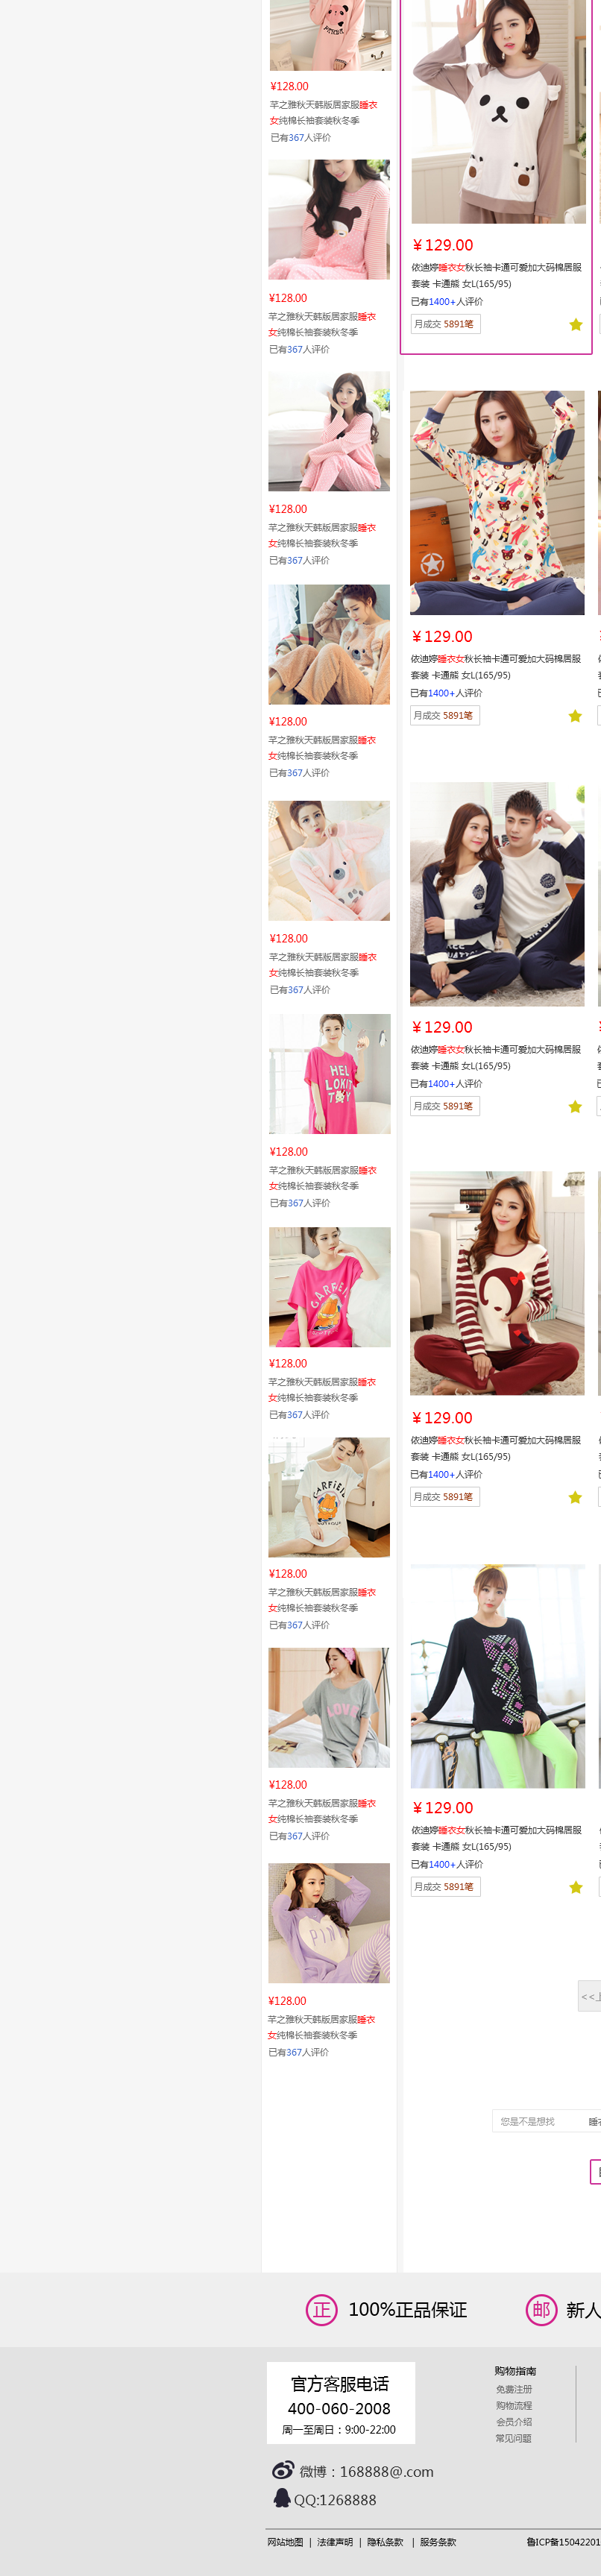 ¥128.00
芊之雅秋天韩版居家服睡衣
女纯棉长袖套装秋冬季
已有367人评价
¥128.00
芊之雅秋天韩版居家服睡衣
女纯棉长袖套装秋冬季
已有367人评价
¥128.00
芊之雅秋天韩版居家服睡衣
女纯棉长袖套装秋冬季
已有367人评价
¥128.00
芊之雅秋天韩版居家服睡衣
女纯棉长袖套装秋冬季
已有367人评价
¥128.00
芊之雅秋天韩版居家服睡衣
女纯棉长袖套装秋冬季
已有367人评价
HEL
LOKIT
TOY
¥128.00
芊之雅秋天韩版居家服睡衣
女纯棉长袖套装秋冬季
已有367人评价
GARFIELD
¥128.00
芊之雅秋天韩版居家服睡衣
女纯棉长袖套装秋冬季
已有367人评价
GARFIELD
¥128.00
芊之雅秋天韩版居家服睡衣
女纯棉长袖套装秋冬季
已有367人评价
LOVE
¥128.00
芊之雅秋天韩版居家服睡衣
女纯棉长袖套装秋冬季
已有367人评价
PIN
¥128.00
芊之雅秋天韩版居家服睡衣
女纯棉长袖套装秋冬季
已有367人评价
￥129.00
依迪婷睡衣女秋长袖卡通可爱加大码棉居服
套装 卡通熊 女L(165/95)
已有1400+人评价
月成交 5891笔
￥129.00
依迪婷睡衣女秋长袖卡通可爱加大码棉居服
套装 卡通熊 女L(165/95)
已有1400+人评价
月成交 5891笔
￥129.00
依迪婷睡衣女秋长袖卡通可爱加大码棉居服
套装 卡通熊 女L(165/95)
已有1400+人评价
月成交 5891笔
￥129.00
依迪婷睡衣女秋长袖卡通可爱加大码棉居服
套装 卡通熊 女L(165/95)
已有1400+人评价
月成交 5891笔
￥129.00
依迪婷睡衣女秋长袖卡通可爱加大码棉居服
套装 卡通熊 女L(165/95)
已有1400+人评价
月成交 5891笔
<<上
您是不是想找 睡衣
正 100%正品保证 邮 新人
官方客服电话
400-060-2008
周一至周日：9:00-22:00
微博：168888@.com
QQ:1268888
购物指南
免费注册
购物流程
会员介绍
常见问题
网站地图 | 法律声明 | 隐私条款 | 服务条款 鲁ICP备15042201